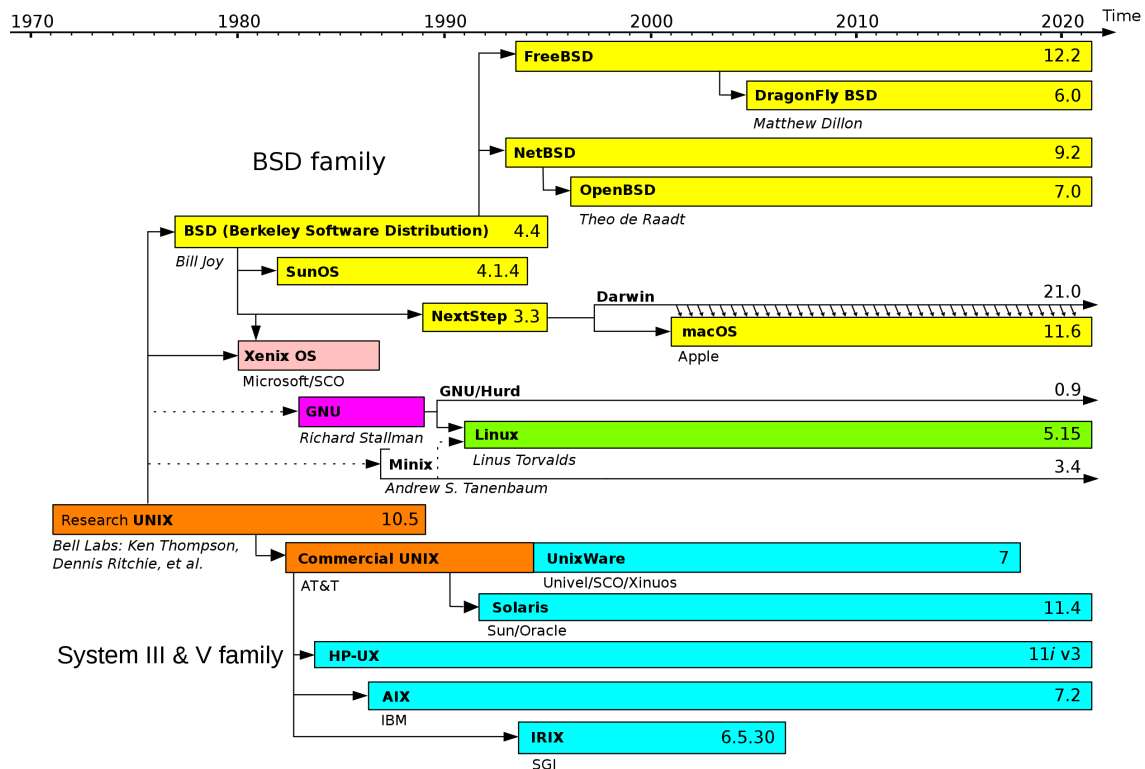 1970 1980 1990 2000 2010 2020 Time
FreeBSD 12.2
DragonFly BSD 6.0
Matthew Dillon
BSD family
NetBSD 9.2
OpenBSD 7.0
Theo de Raadt
BSD (Berkeley Software Distribution) 4.4
Bill Joy
SunOS 4.1.4
Darwin 21.0
NextStep 3.3
macOS 11.6
Apple
Xenix OS
Microsoft/SCO
GNU/Hurd 0.9
GNU
Richard Stallman
Linux 5.15
Linus Torvalds
Minix 3.4
Andrew S. Tanenbaum
Research UNIX 10.5
Bell Labs: Ken Thompson,
Dennis Ritchie, et al.
Commercial UNIX UnixWare 7
AT&T
Univel/SCO/Xinuos
Solaris 11.4
Sun/Oracle
System III & V family
HP-UX 11i v3
AIX 7.2
IBM
IRIX 6.5.30
SGI